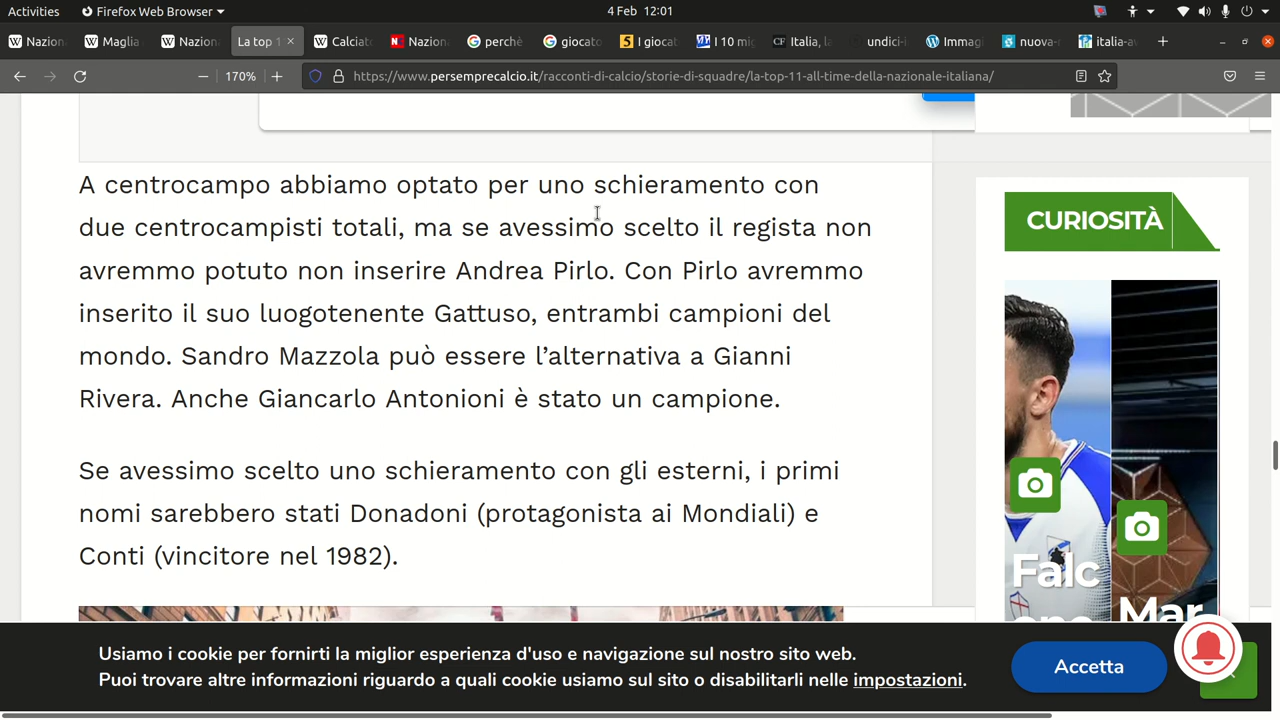 Activities
Firefox Web Browser
4 Feb 12:01
Nazion
Maglia
Nazion
La top 1
Calciato
Nazion
perchè
giocato
I giocat
I 10 mig
Italia, la
undici-i
Immagi
nuova-n
italia-av
170%
https://www.persemprecalcio.it/racconti-di-calcio/storie-di-squadre/la-top-11-all-time-della-nazionale-italiana/
A centrocampo abbiamo optato per uno schieramento con
due centrocampisti totali, ma se avessimo scelto il regista non
avremmo potuto non inserire Andrea Pirlo. Con Pirlo avremmo
inserito il suo luogotenente Gattuso, entrambi campioni del
mondo. Sandro Mazzola può essere l’alternativa a Gianni
Rivera. Anche Giancarlo Antonioni è stato un campione.
Se avessimo scelto uno schieramento con gli esterni, i primi
nomi sarebbero stati Donadoni (protagonista ai Mondiali) e
Conti (vincitore nel 1982).
CURIOSITÀ
Falc
Mar
Usiamo i cookie per fornirti la miglior esperienza d'uso e navigazione sul nostro sito web.
Puoi trovare altre informazioni riguardo a quali cookie usiamo sul sito o disabilitarli nelle impostazioni.
Accetta